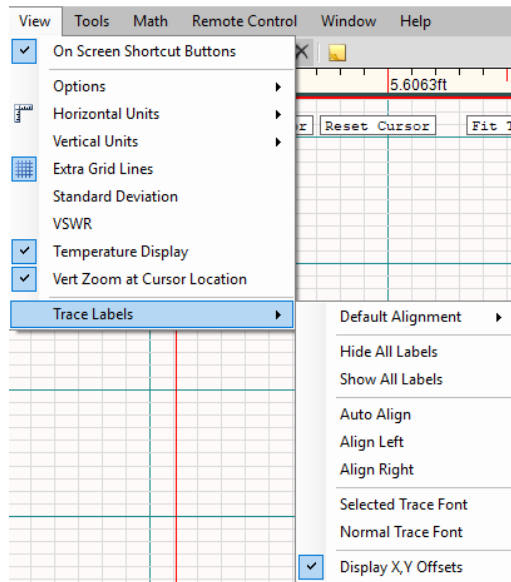 View Tools Math Remote Control Window Help
On Screen Shortcut Buttons
5.6063ft
Options
Horizontal Units
Reset Cursor Fit
Vertical Units
Extra Grid Lines
Standard Deviation
VSWR
Temperature Display
Vert Zoom at Cursor Location
Trace Labels
Default Alignment
Hide All Labels
Show All Labels
Auto Align
Align Left
Align Right
Selected Trace Font
Normal Trace Font
Display X,Y Offsets